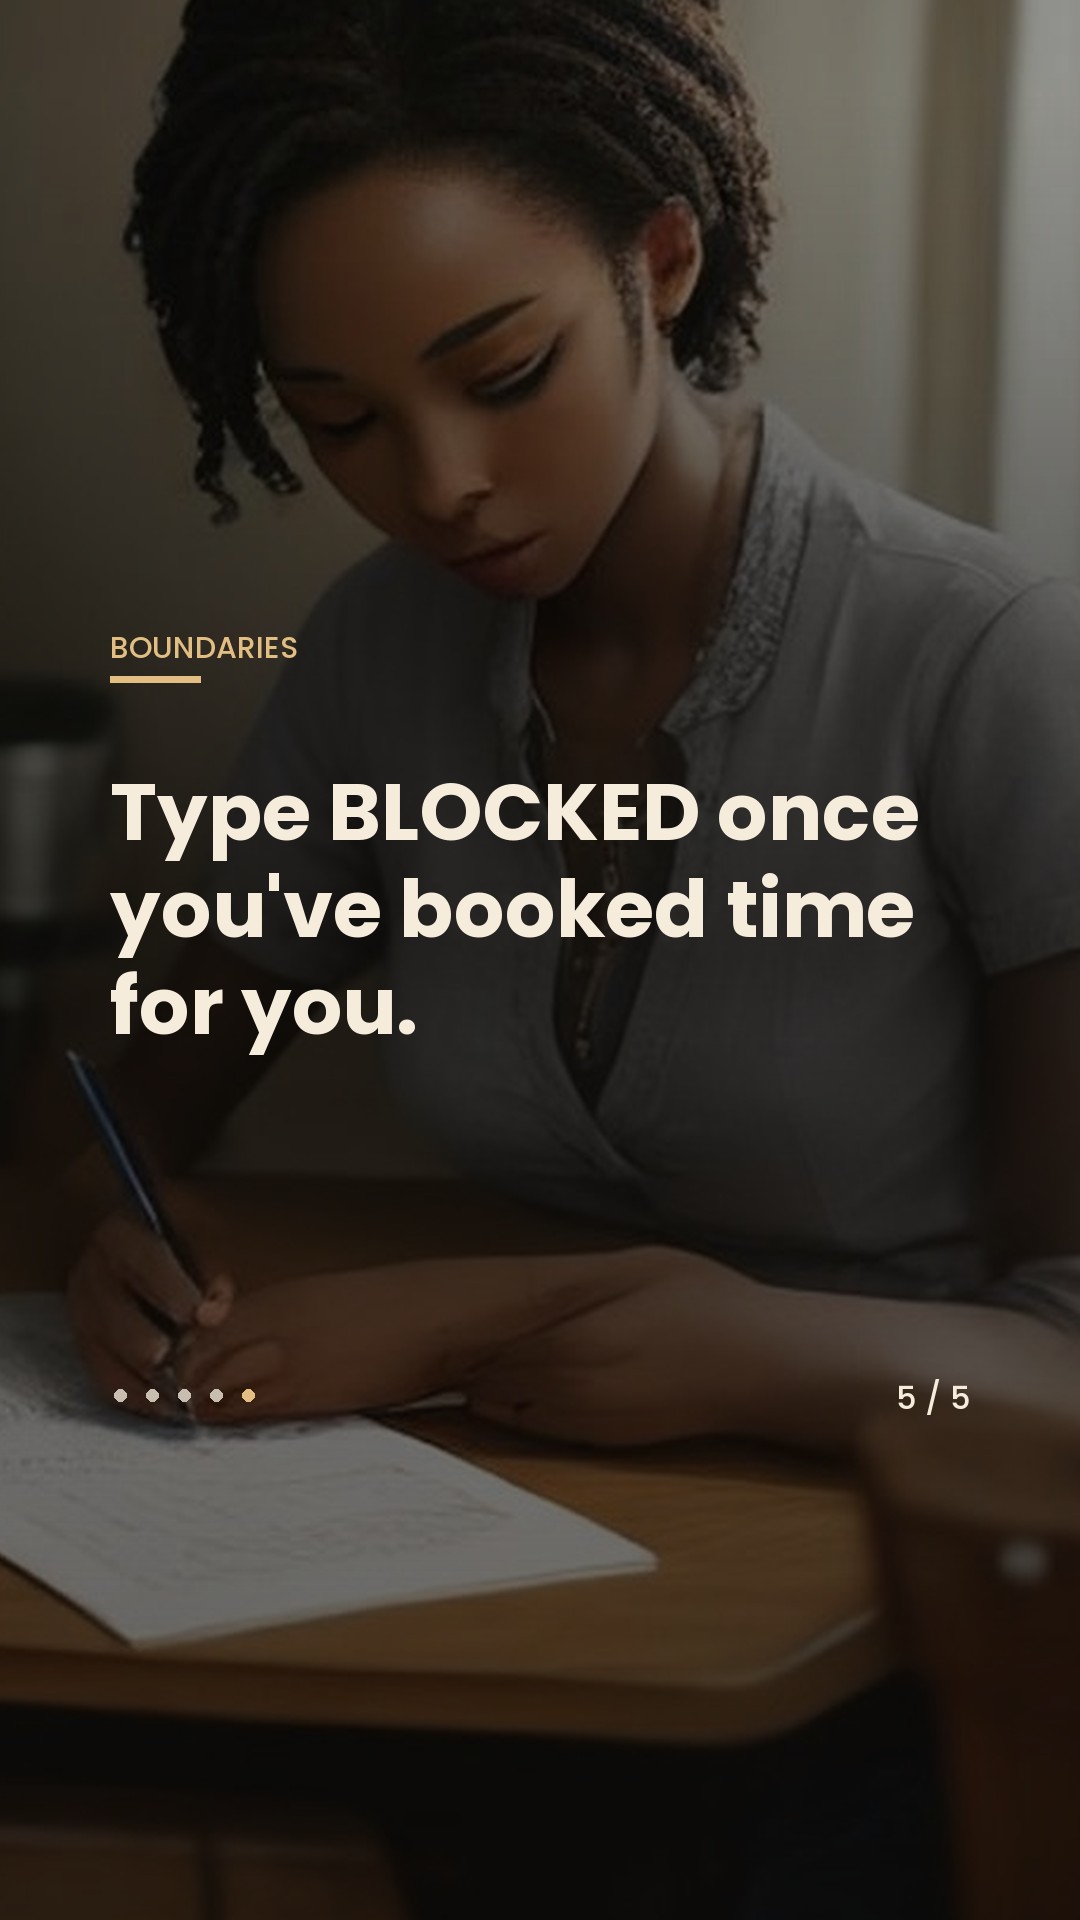 BOUNDARIES
Type BLOCKED once
you've booked time
for you.
5 / 5